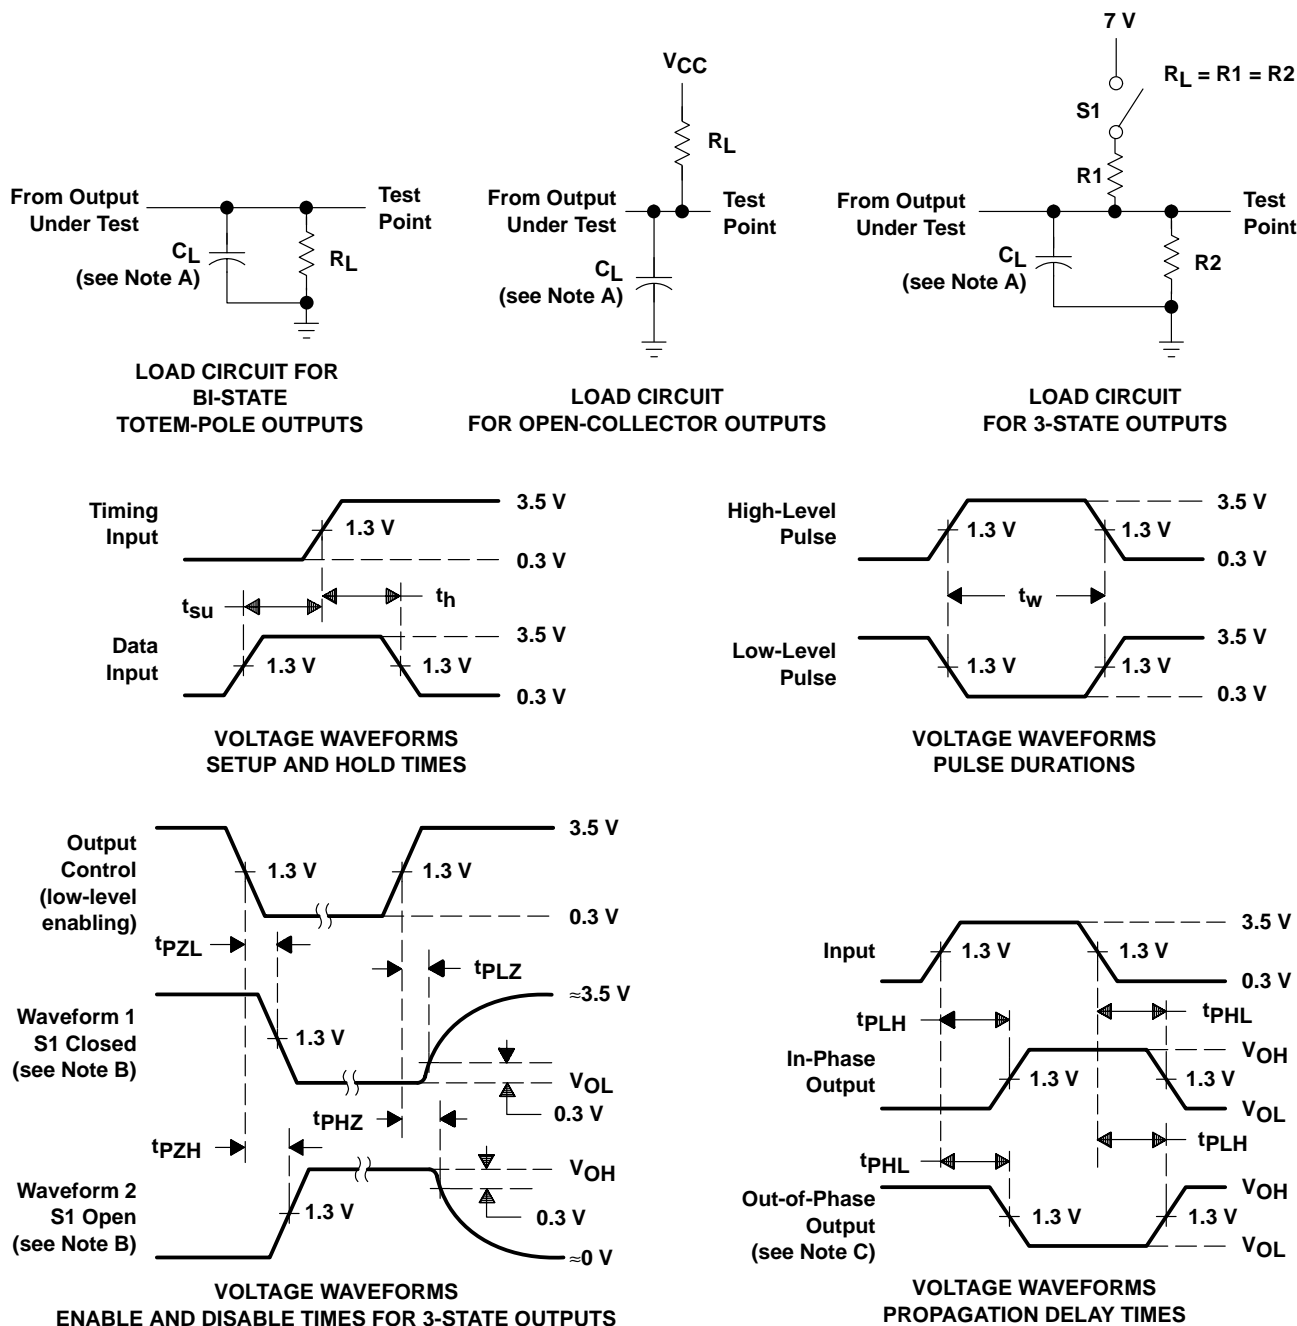 7 V
VCC
RL = R1 = R2
S1
RL
R1
From Output
Under Test
Test
Point
CL
(see Note A)
RL
From Output
Under Test
Test
Point
CL
(see Note A)
From Output
Under Test
Test
Point
CL
(see Note A)
R2
LOAD CIRCUIT FOR
BI-STATE
TOTEM-POLE OUTPUTS
LOAD CIRCUIT
FOR OPEN-COLLECTOR OUTPUTS
LOAD CIRCUIT
FOR 3-STATE OUTPUTS
Timing
Input
1.3 V
3.5 V
0.3 V
tsu
th
Data
Input
1.3 V
1.3 V
3.5 V
0.3 V
VOLTAGE WAVEFORMS
SETUP AND HOLD TIMES
High-Level
Pulse
1.3 V
1.3 V
3.5 V
0.3 V
tw
Low-Level
Pulse
1.3 V
1.3 V
3.5 V
0.3 V
VOLTAGE WAVEFORMS
PULSE DURATIONS
Output
Control
(low-level
enabling)
1.3 V
1.3 V
3.5 V
0.3 V
tPZL
tPLZ
Waveform 1
S1 Closed
(see Note B)
1.3 V
≈3.5 V
VOL
0.3 V
tPHZ
tPZH
Waveform 2
S1 Open
(see Note B)
1.3 V
VOH
0.3 V
≈0 V
VOLTAGE WAVEFORMS
ENABLE AND DISABLE TIMES FOR 3-STATE OUTPUTS
Input
1.3 V
1.3 V
3.5 V
0.3 V
tPLH
tPHL
In-Phase
Output
1.3 V
1.3 V
VOH
VOL
tPHL
tPLH
Out-of-Phase
Output
(see Note C)
1.3 V
1.3 V
VOH
VOL
VOLTAGE WAVEFORMS
PROPAGATION DELAY TIMES